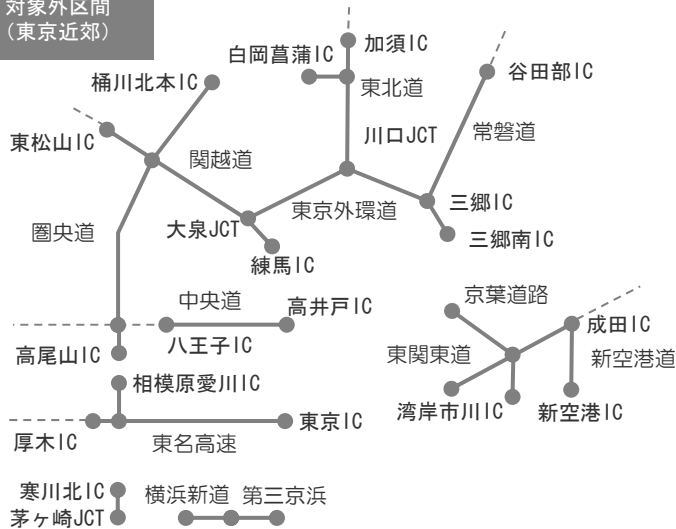 対象外区間
（東京近郊）
加須IC
白岡菖蒲IC
谷田部IC
桶川北本IC
東北道
東松山IC
川口JCT
常磐道
関越道
三郷IC
東京外環道
大泉JCT
圏央道
三郷南IC
練馬IC
京葉道路
中央道
高井戸IC
成田IC
八王子IC
高尾山IC
東関東道
新空港道
相模原愛川IC
湾岸市川IC
新空港IC
東京IC
厚木IC
東名高速
寒川北IC
横浜新道
第三京浜
茅ヶ崎JCT